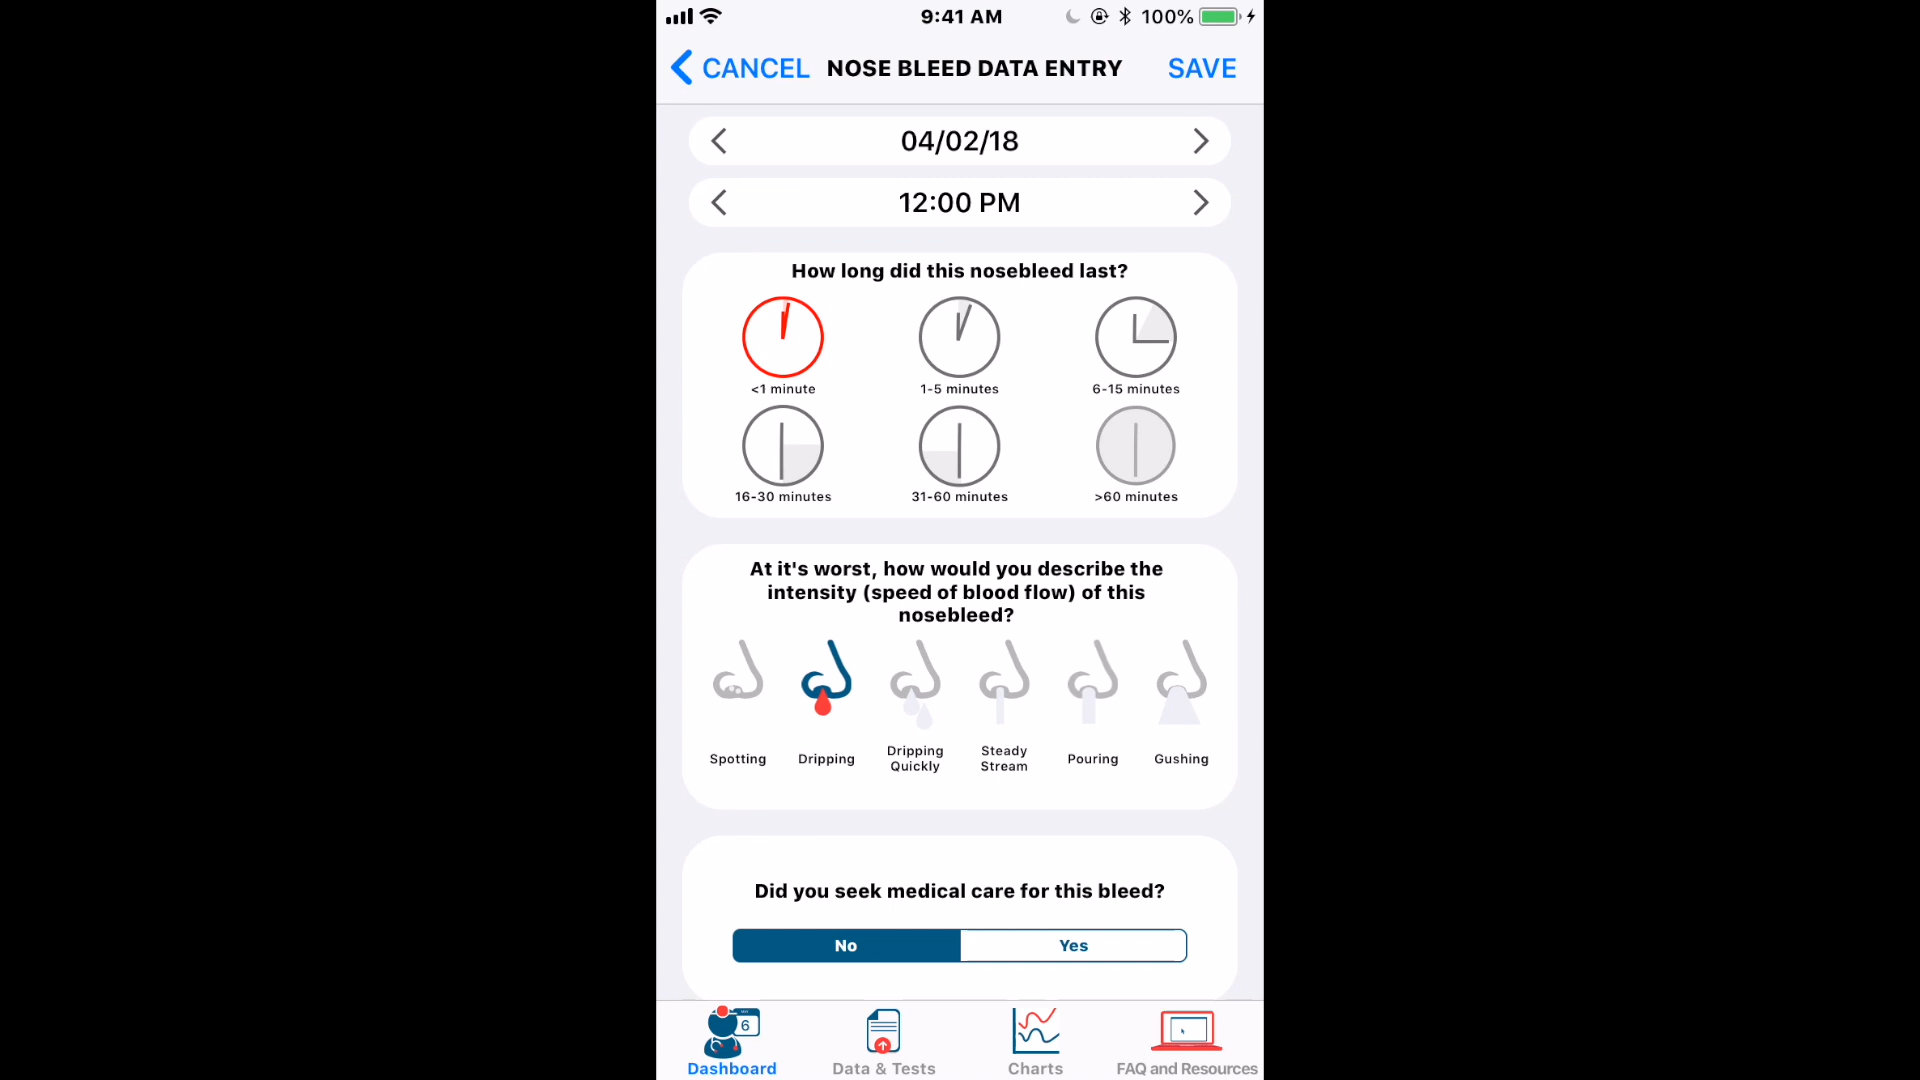 9:41 AM
100%
CANCEL NOSE BLEED DATA ENTRY SAVE
04/02/18
12:00 PM
How long did this nosebleed last?
<1 minute 1-5 minutes 6-15 minutes
16-30 minutes 31-60 minutes >60 minutes
At it's worst, how would you describe the
intensity (speed of blood flow) of this
nosebleed?
Spotting
Dripping
Dripping
Quickly
Steady
Stream
Pouring
Gushing
Did you seek medical care for this bleed?
No Yes
6
Dashboard Data & Tests Charts FAQ and Resources